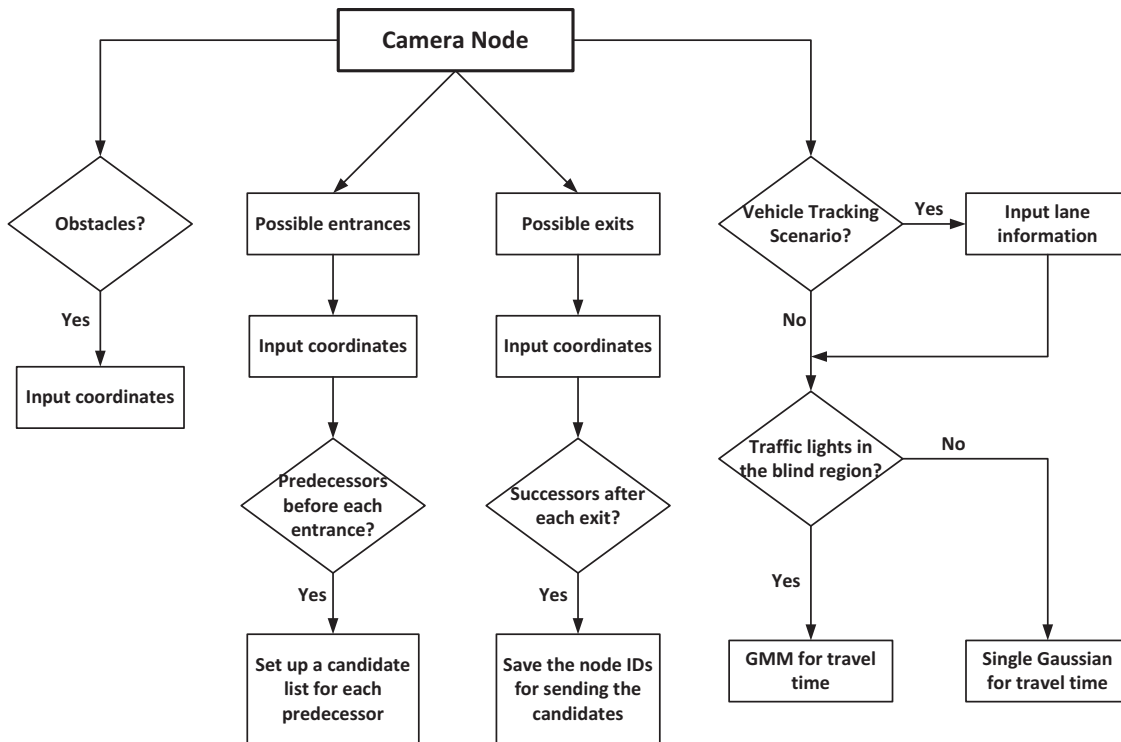 Camera Node
Obstacles?
Yes
Input coordinates
Possible entrances
Input coordinates
Predecessors
before each
entrance?
Yes
Set up a candidate
list for each
predecessor
Possible exits
Input coordinates
Successors after
each exit?
Yes
Save the node IDs
for sending the
candidates
Vehicle Tracking
Scenario?
Yes
Input lane
information
No
Traffic lights in
the blind region?
No
Yes
GMM for travel
time
Single Gaussian
for travel time